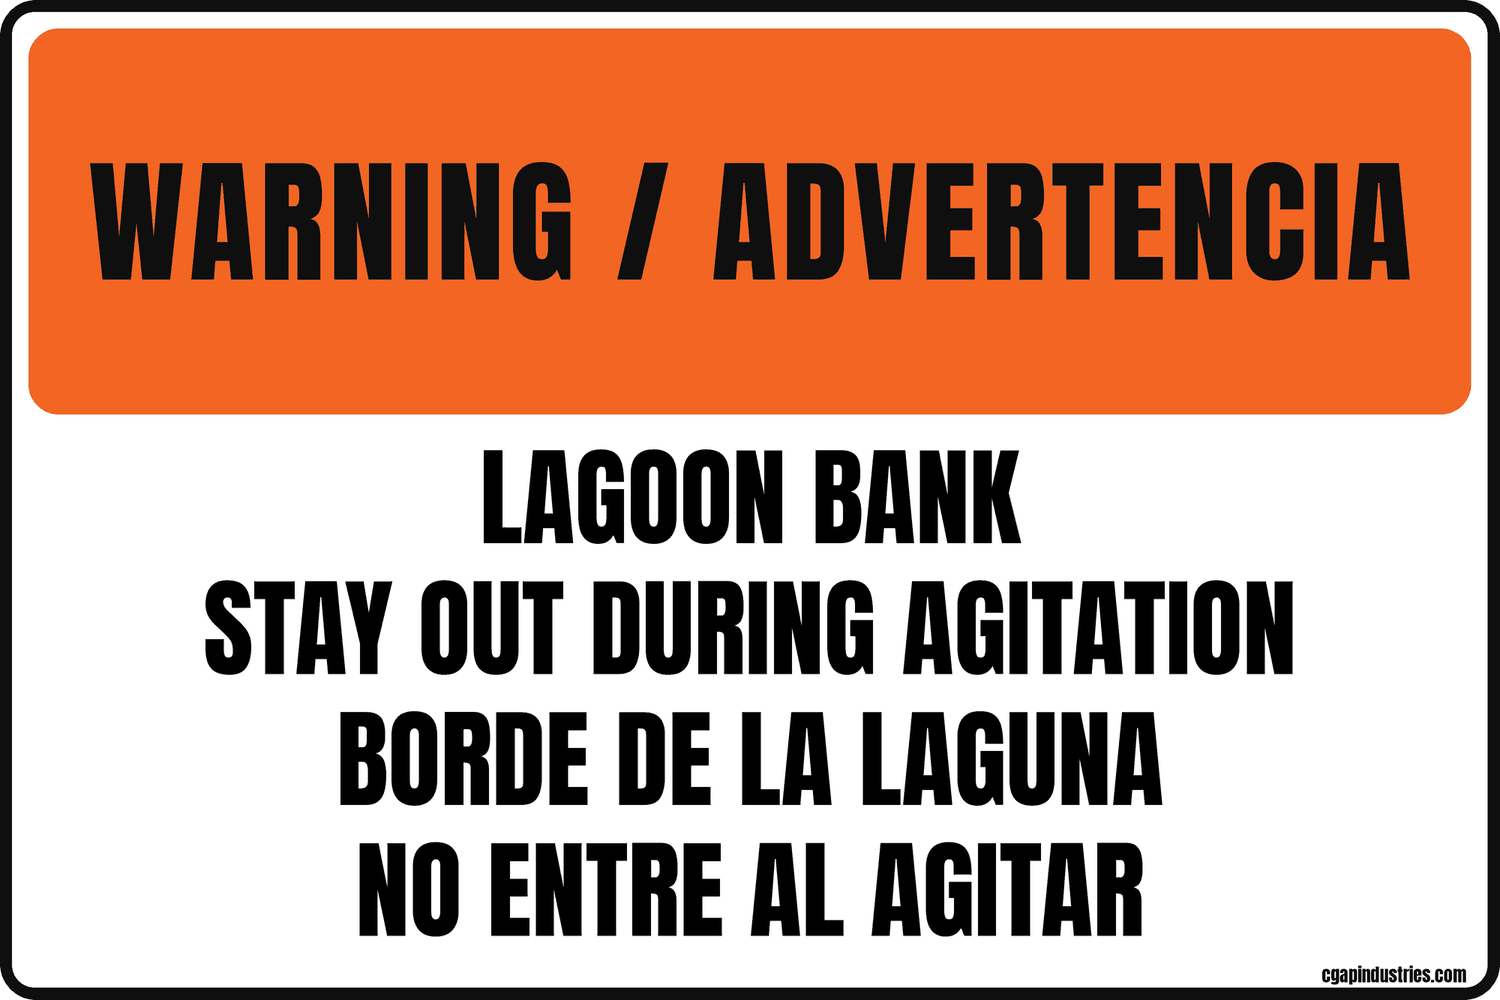 WARNING / ADVERTENCIA
LAGOON BANK
STAY OUT DURING AGITATION
BORDE DE LA LAGUNA
NO ENTRE AL AGITAR
cgapindustries.com